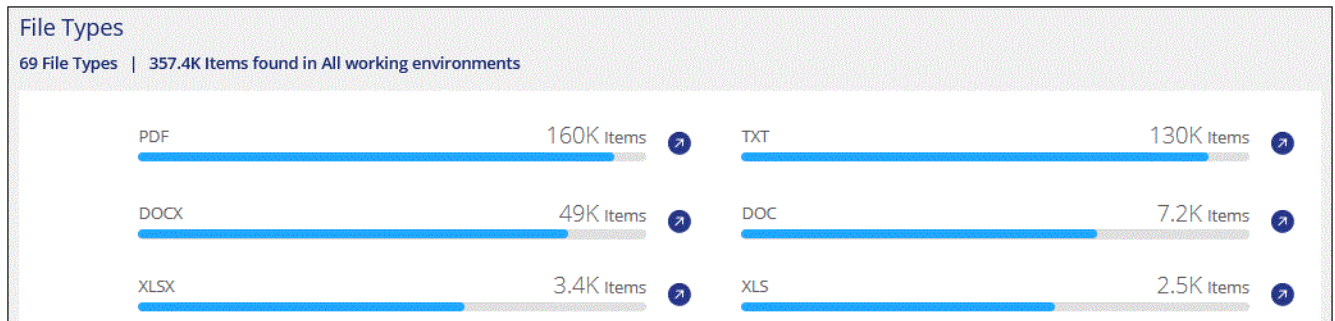 File Types
69 File Types | 357.4K Items found in All working environments
PDF 160K Items
TXT 130K Items
DOCX 49K Items
DOC 7.2K Items
XLSX 3.4K Items
XLS 2.5K Items